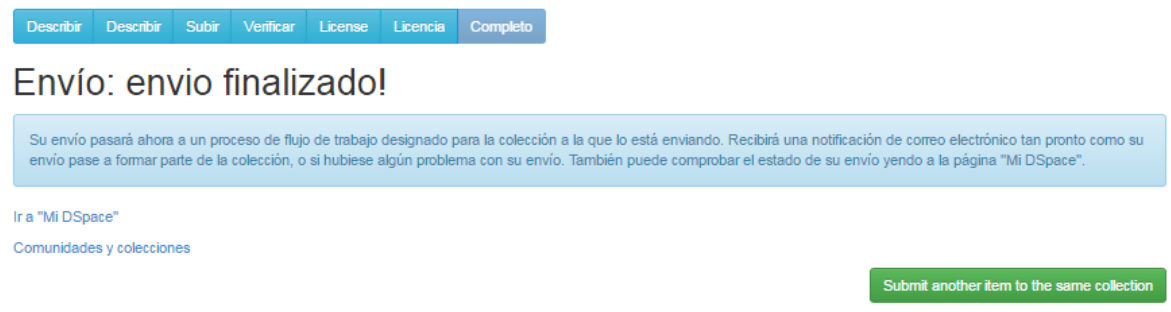 Describir Describir Subir Verificar License Licencia Completo
Envío: envio finalizado!
Su envío pasará ahora a un proceso de flujo de trabajo designado para la colección a la que lo está enviando. Recibirá una notificación de correo electrónico tan pronto como su
envío pase a formar parte de la colección, o si hubiese algún problema con su envío. También puede comprobar el estado de su envío yendo a la página "Mi DSpace".
Ir a "Mi DSpace"
Comunidades y colecciones
Submit another item to the same collection